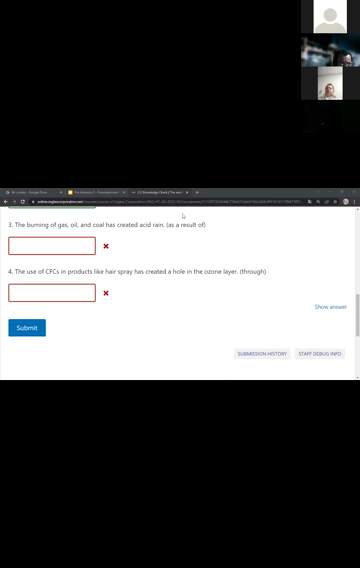 3. The burning of gas, oil, and coal has created acid rain. (as a result of)
4. The use of CFCs in products like hair spray has created a hole in the ozone layer. (through)
Show answer
Submit
SUBMISSION HISTORY
STAFF DEBUG INFO